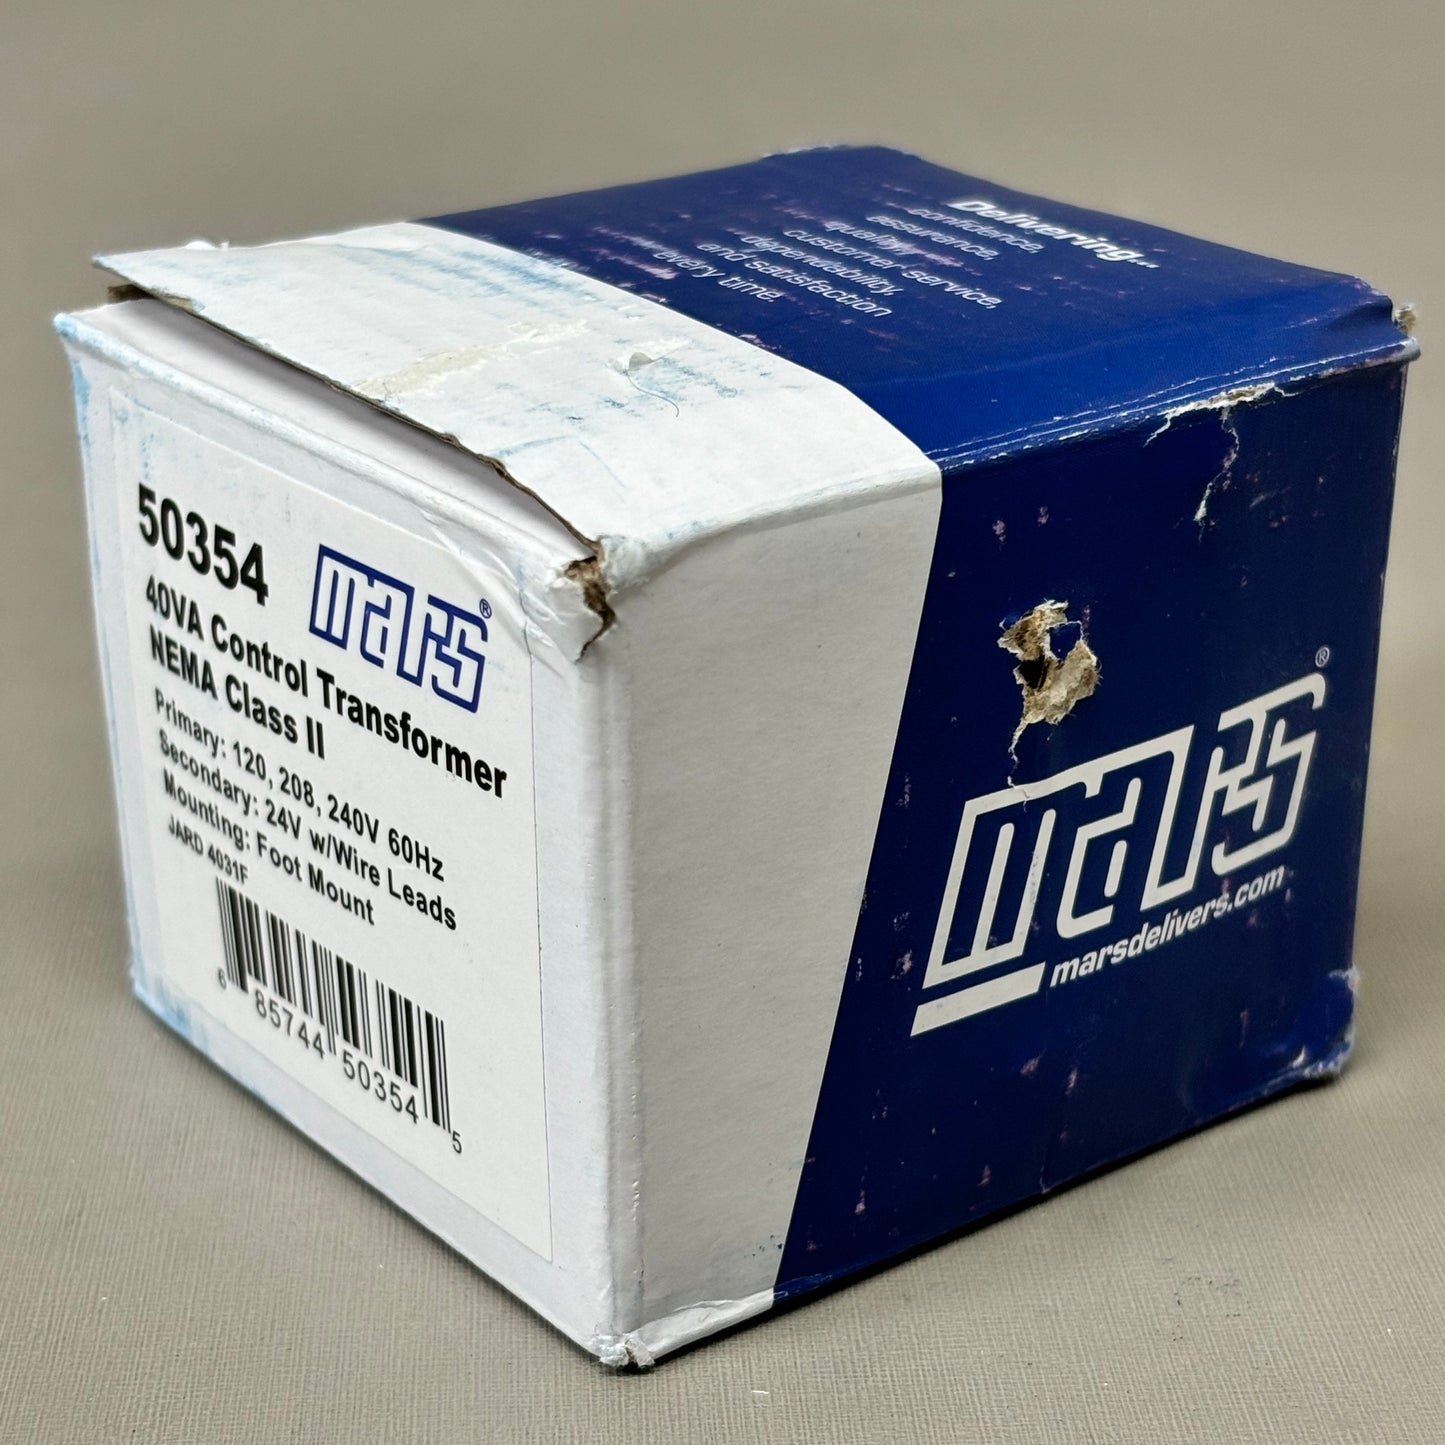 Delivering...
confidence,
assurance,
quality,
customer service,
dependability,
and satisfaction
every time
50354
mars®
40VA Control Transformer
NEMA Class II
Primary: 120, 208, 240V 60Hz
Secondary: 24V w/Wire Leads
Mounting: Foot Mount
JARD 4031F
6 85744 50354 5
mars®
marsdelivers.com